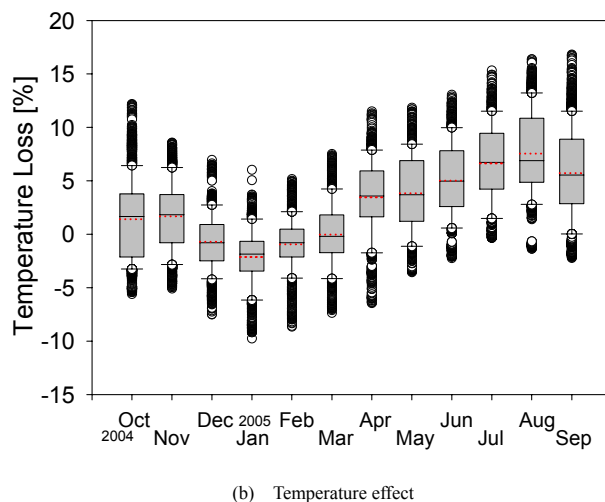 20
15
10
5
0
-5
-10
-15
Temperature Loss [%]
Oct Dec 2005 Feb Apr Jun Aug
2004 Nov Jan Mar May Jul Sep
(b) Temperature effect